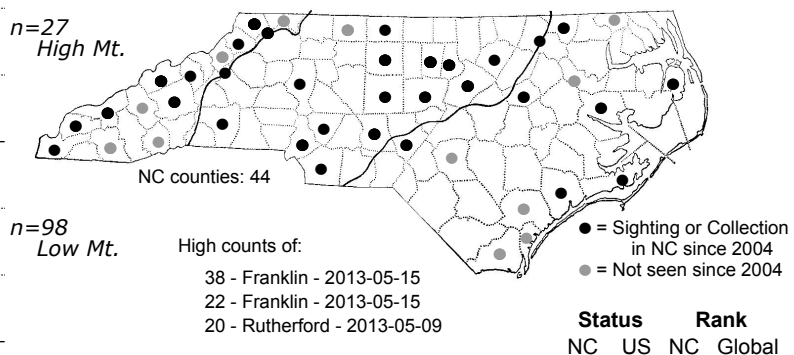 n=27
High Mt.
NC counties: 44
n=98
Low Mt.
High counts of:
38 - Franklin - 2013-05-15
22 - Franklin - 2013-05-15
20 - Rutherford - 2013-05-09
= Sighting or Collection
in NC since 2004
= Not seen since 2004
Status Rank
NC US NC Global